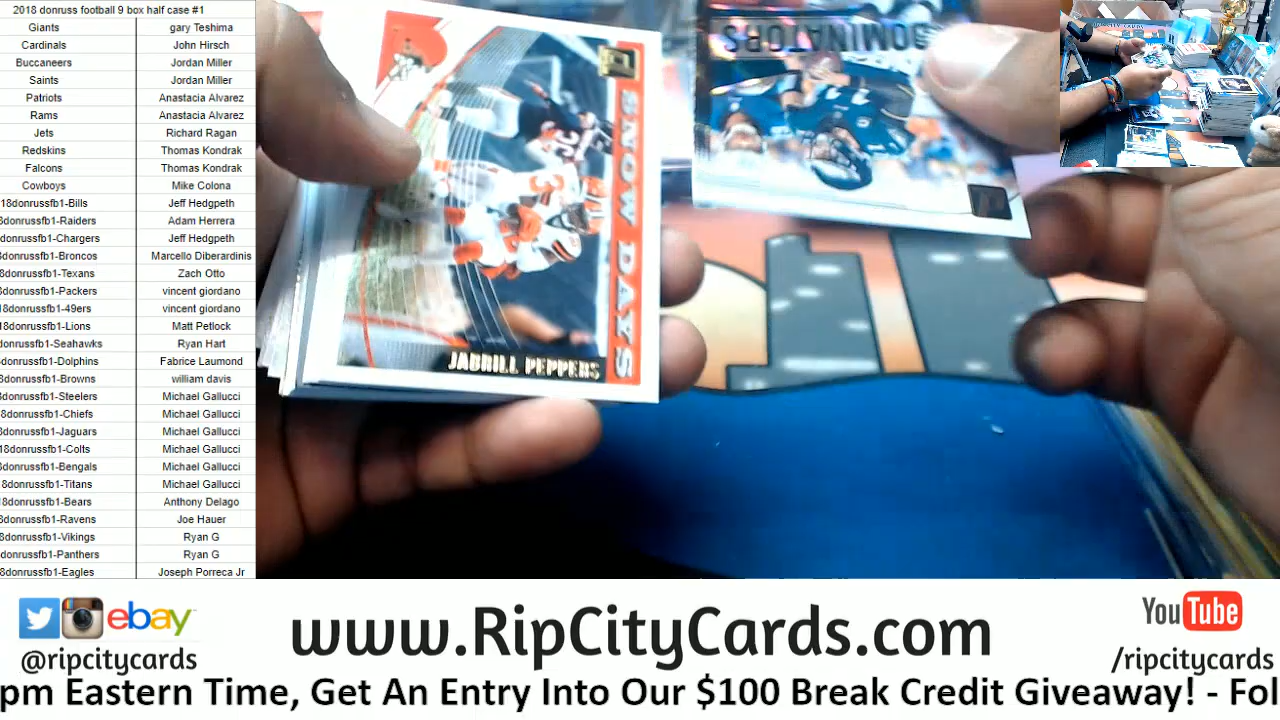 2018 donruss football 9 box half case #1
Giants gary Teshima
Cardinals John Hirsch
Buccaneers Jordan Miller
Saints Jordan Miller
Patriots Anastacia Alvarez
Rams Anastacia Alvarez
Jets Richard Ragan
Redskins Thomas Kondrak
Falcons Thomas Kondrak
Cowboys Mike Colona
18donrussfb1-Bills Jeff Hedgpeth
8donrussfb1-Raiders Adam Herrera
donrussfb1-Chargers Jeff Hedgpeth
donrussfb1-Broncos Marcello Diberardinis
8donrussfb1-Texans Zach Otto
donrussfb1-Packers vincent giordano
18donrussfb1-49ers vincent giordano
18donrussfb1-Lions Matt Petlock
onrussfb1-Seahawks Ryan Hart
donrussfb1-Dolphins Fabrice Laumond
8donrussfb1-Browns william davis
donrussfb1-Steelers Michael Gallucci
8donrussfb1-Chiefs Michael Gallucci
donrussfb1-Jaguars Michael Gallucci
18donrussfb1-Colts Michael Gallucci
donrussfb1-Bengals Michael Gallucci
8donrussfb1-Titans Michael Gallucci
18donrussfb1-Bears Anthony Delago
8donrussfb1-Ravens Joe Hauer
donrussfb1-Vikings Ryan G
donrussfb1-Panthers Ryan G
8donrussfb1-Eagles Joseph Porreca Jr
SNOW DAYS
JABRILL PEPPERS
DOMINATORS
ebay
@ripcitycards
www.RipCityCards.com
YouTube
/ripcitycards
pm Eastern Time, Get An Entry Into Our $100 Break Credit Giveaway! - Fol